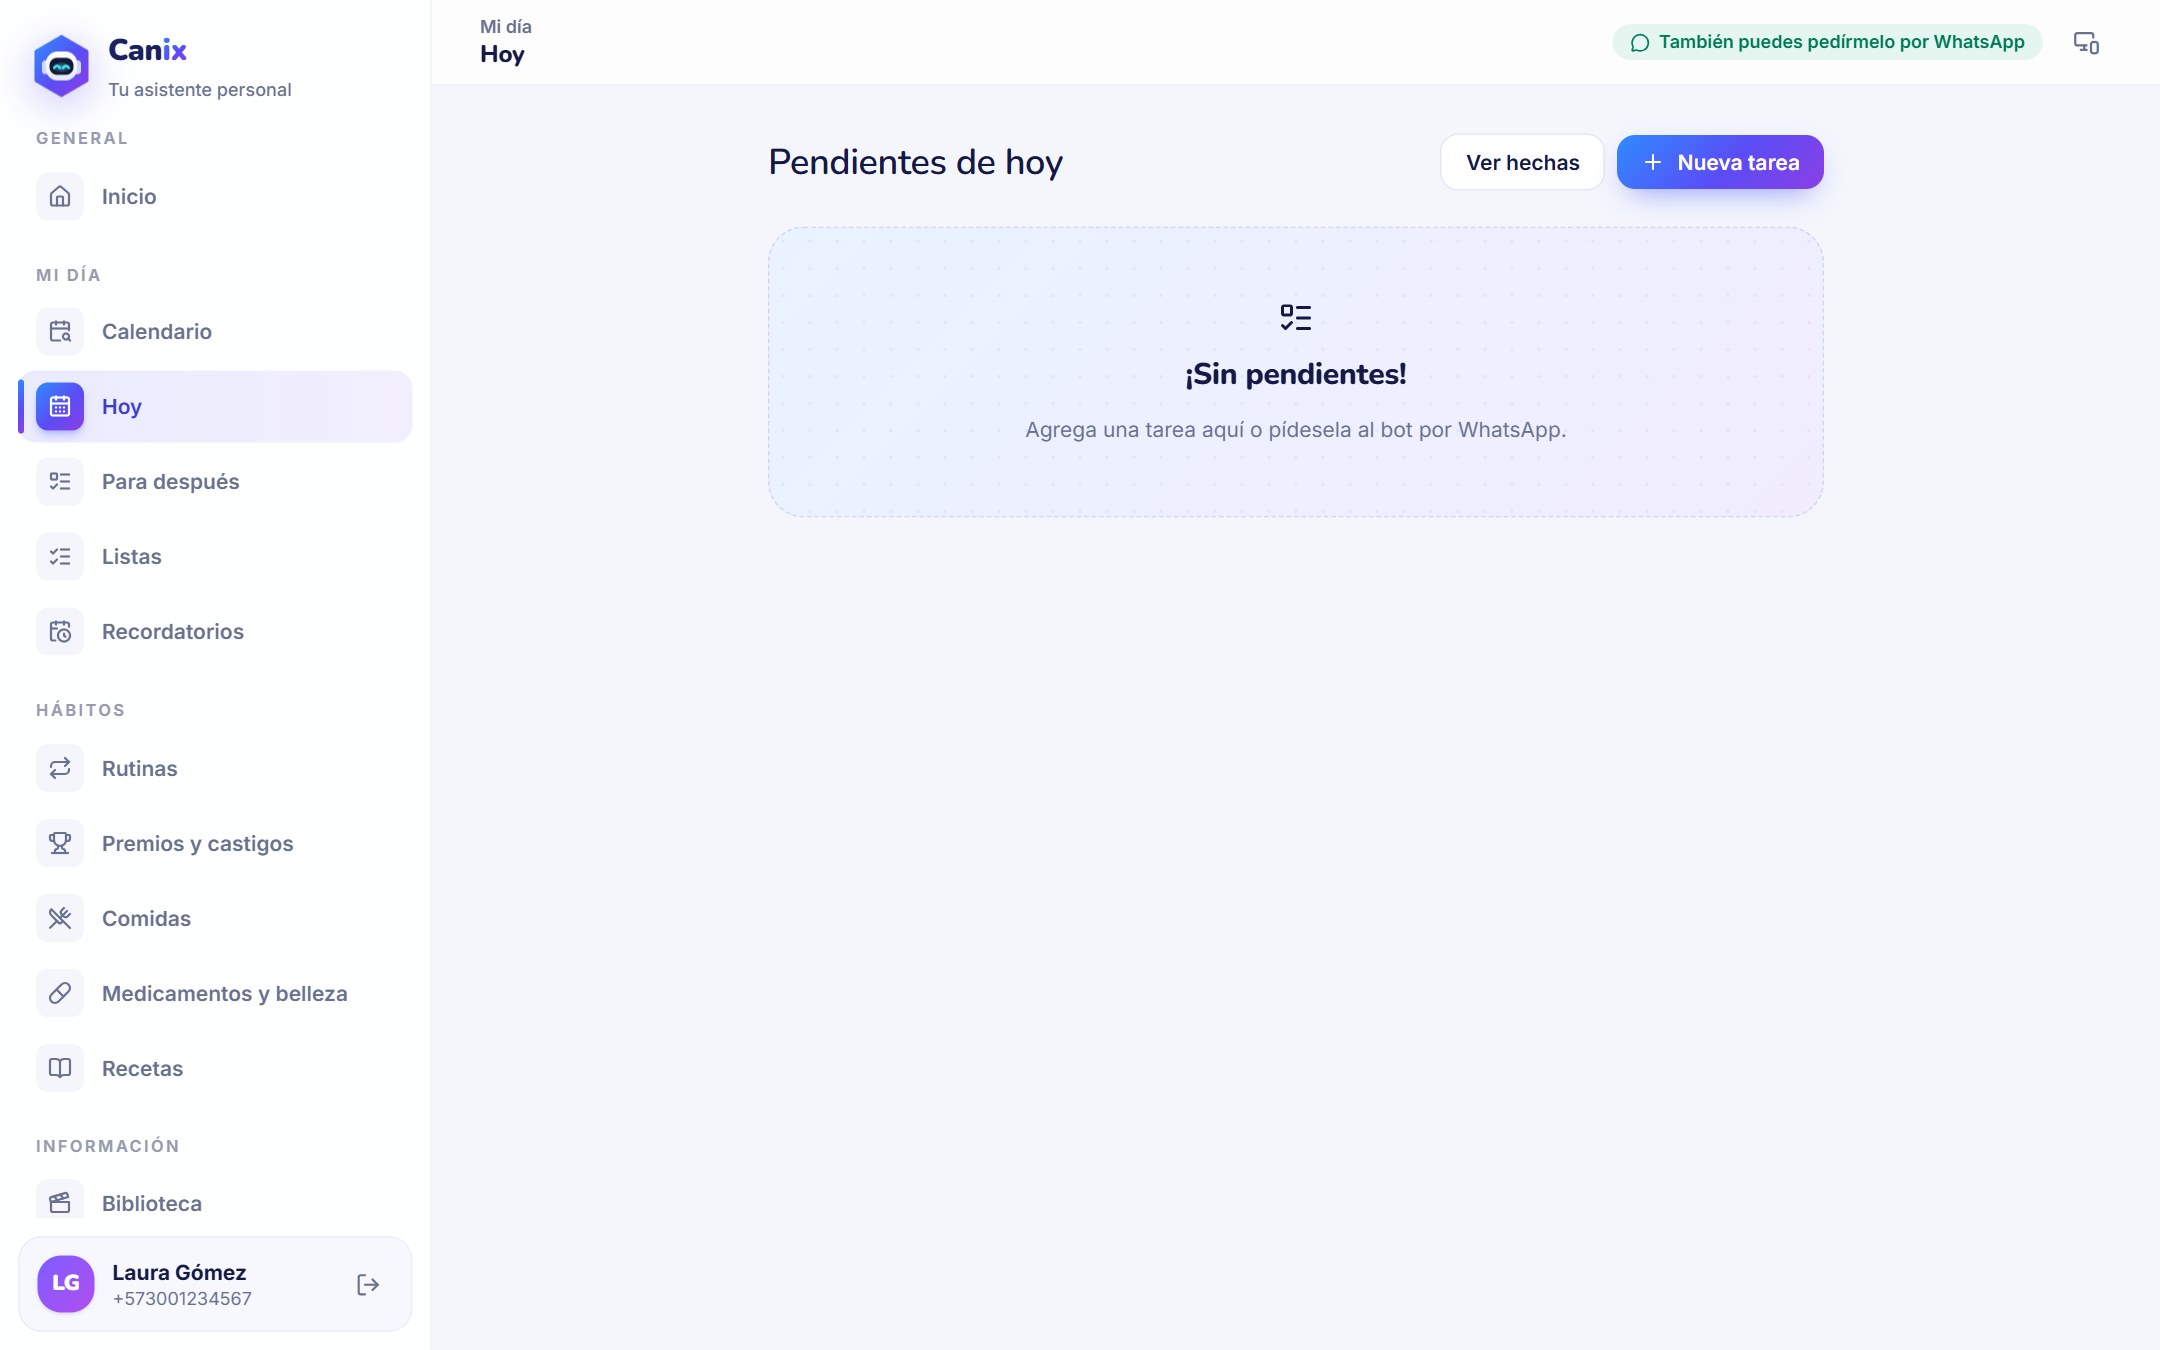 Canix
Tu asistente personal
GENERAL
Inicio
MI DÍA
Calendario
Hoy
Para después
Listas
Recordatorios
HÁBITOS
Rutinas
Premios y castigos
Comidas
Medicamentos y belleza
Recetas
INFORMACIÓN
Biblioteca
LG
Laura Gómez
+573001234567
Mi día
Hoy
También puedes pedírmelo por WhatsApp
Pendientes de hoy
Ver hechas
Nueva tarea
¡Sin pendientes!
Agrega una tarea aquí o pídesela al bot por WhatsApp.